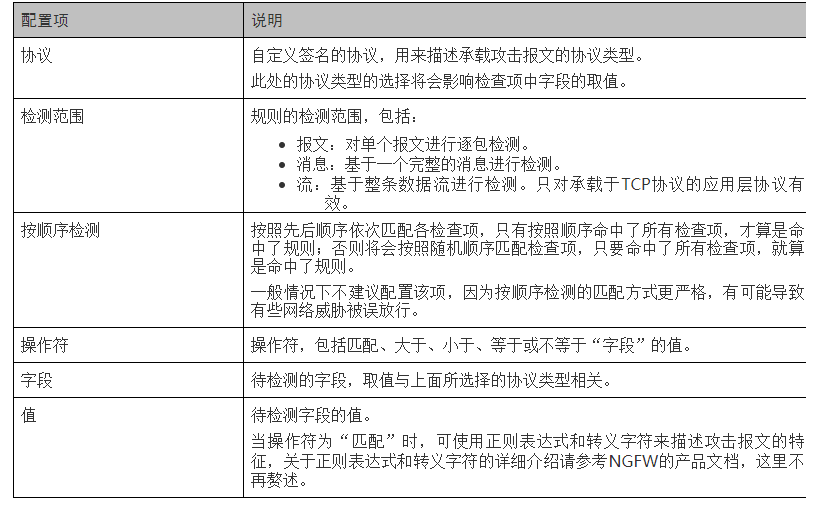 配置项 说明
协议 自定义签名的协议，用来描述承载攻击报文的协议类型。
此处的协议类型的选择将会影响检查项中字段的取值。
检测范围 规则的检测范围，包括：
• 报文：对单个报文进行逐包检测。
• 消息：基于一个完整的消息进行检测。
• 流：基于整条数据流进行检测。只对承载于TCP协议的应用层协议有
效。
按顺序检测 按照先后顺序依次匹配各检查项，只有按照顺序命中了所有检查项，才算是命
中了规则；否则将会按照随机顺序匹配检查项，只要命中了所有检查项，就算
是命中了规则。
一般情况下不建议配置该项，因为按顺序检测的匹配方式更严格，有可能导致
有些网络威胁被误放行。
操作符 操作符，包括匹配、大于、小于、等于或不等于“字段”的值。
字段 待检测的字段，取值与上面所选择的协议类型相关。
值 待检测字段的值。
当操作符为“匹配”时，可使用正则表达式和转义字符来描述攻击报文的特
征，关于正则表达式和转义字符的详细介绍请参考NGFW的产品文档，这里不
再赘述。